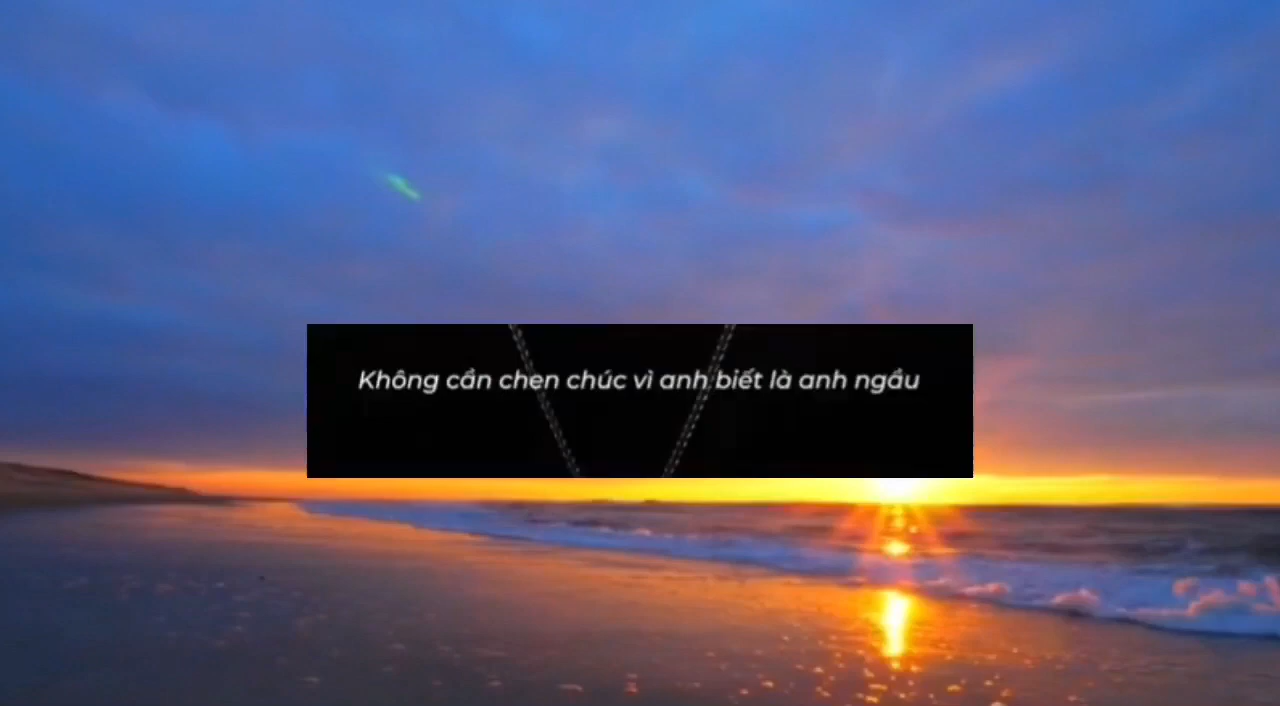 Không cần chen chúc vì anh biết là anh ngầu